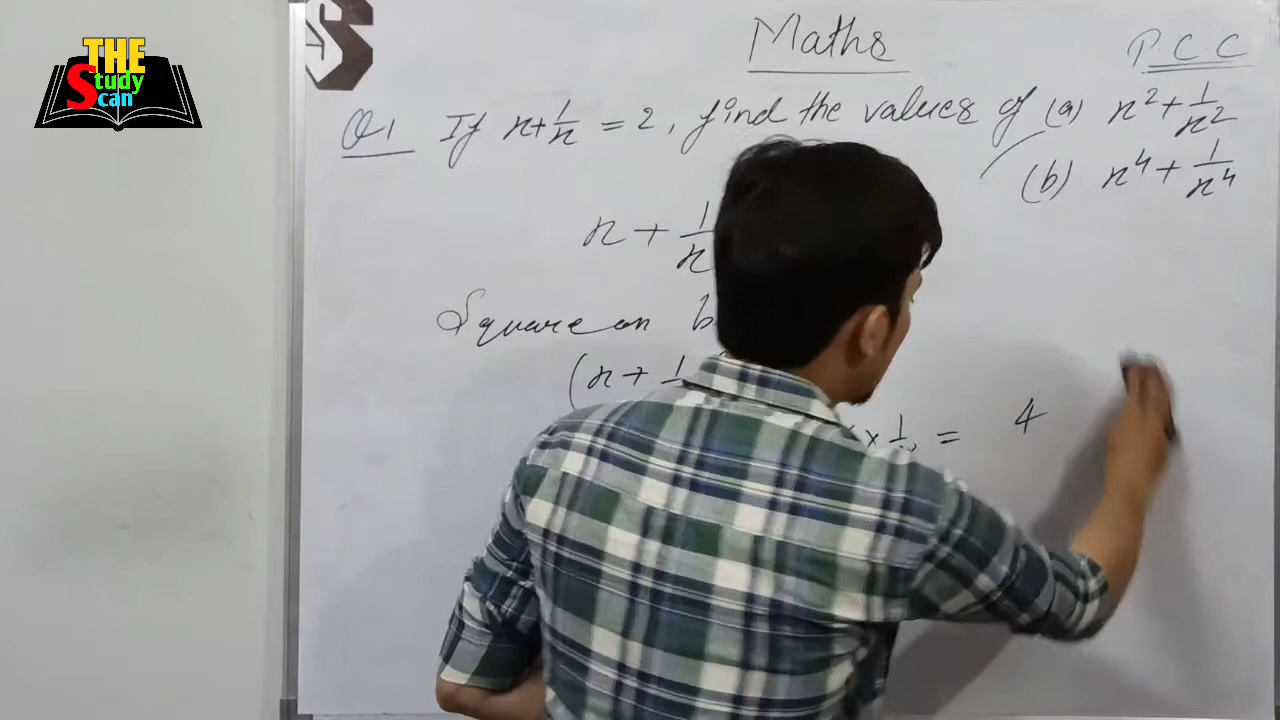 THE
Study
Scan
S
Maths
P.C.C
Q1 If x + 1/x = 2, find the values of (a) x² + 1/x²
(b) x⁴ + 1/x⁴
x + 1/x
Square on b
(x + 1
x 1/ = 4